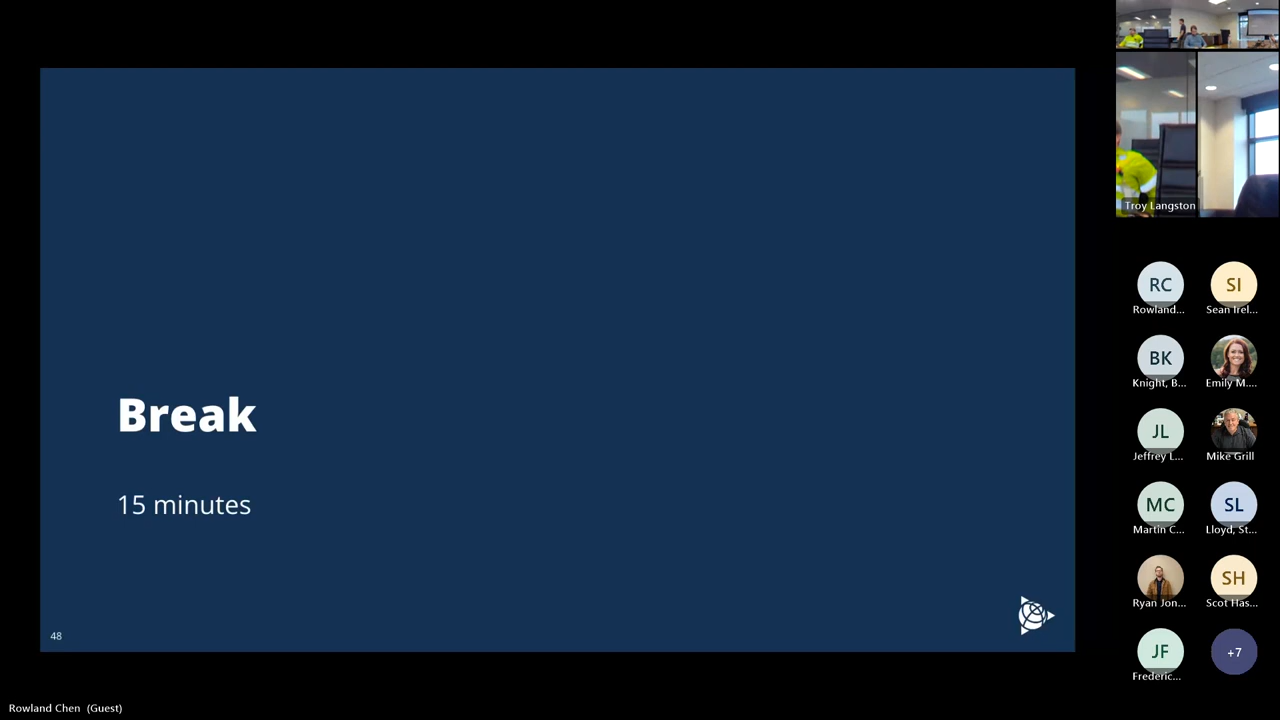 Break
15 minutes
48
Troy Langston
RC
Rowland...
SI
Sean Irel...
BK
Knight, B...
Emily M....
JL
Jeffrey L...
Mike Grill
MC
Martin C...
SL
Lloyd, St...
Ryan Jon...
SH
Scot Has...
JF
Frederic...
+7
Rowland Chen (Guest)